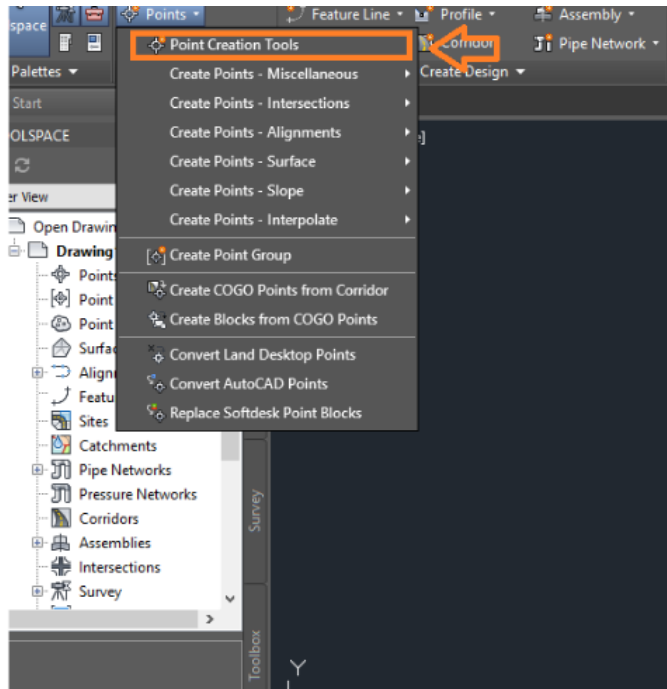 Points Feature Line Profile Assembly
space
Corridor Pipe Network
Palettes Create Design
Start
OLSPACE
er View
Open Drawin
Drawing
Points
Point
Point
Surfac
Alignm
Featu
Sites
Catchments
Pipe Networks
Pressure Networks
Corridors
Assemblies
Intersections
Survey
Point Creation Tools
Create Points - Miscellaneous
Create Points - Intersections
Create Points - Alignments
Create Points - Surface
Create Points - Slope
Create Points - Interpolate
Create Point Group
Create COGO Points from Corridor
Create Blocks from COGO Points
Convert Land Desktop Points
Convert AutoCAD Points
Replace Softdesk Point Blocks
Survey
Toolbox
Y